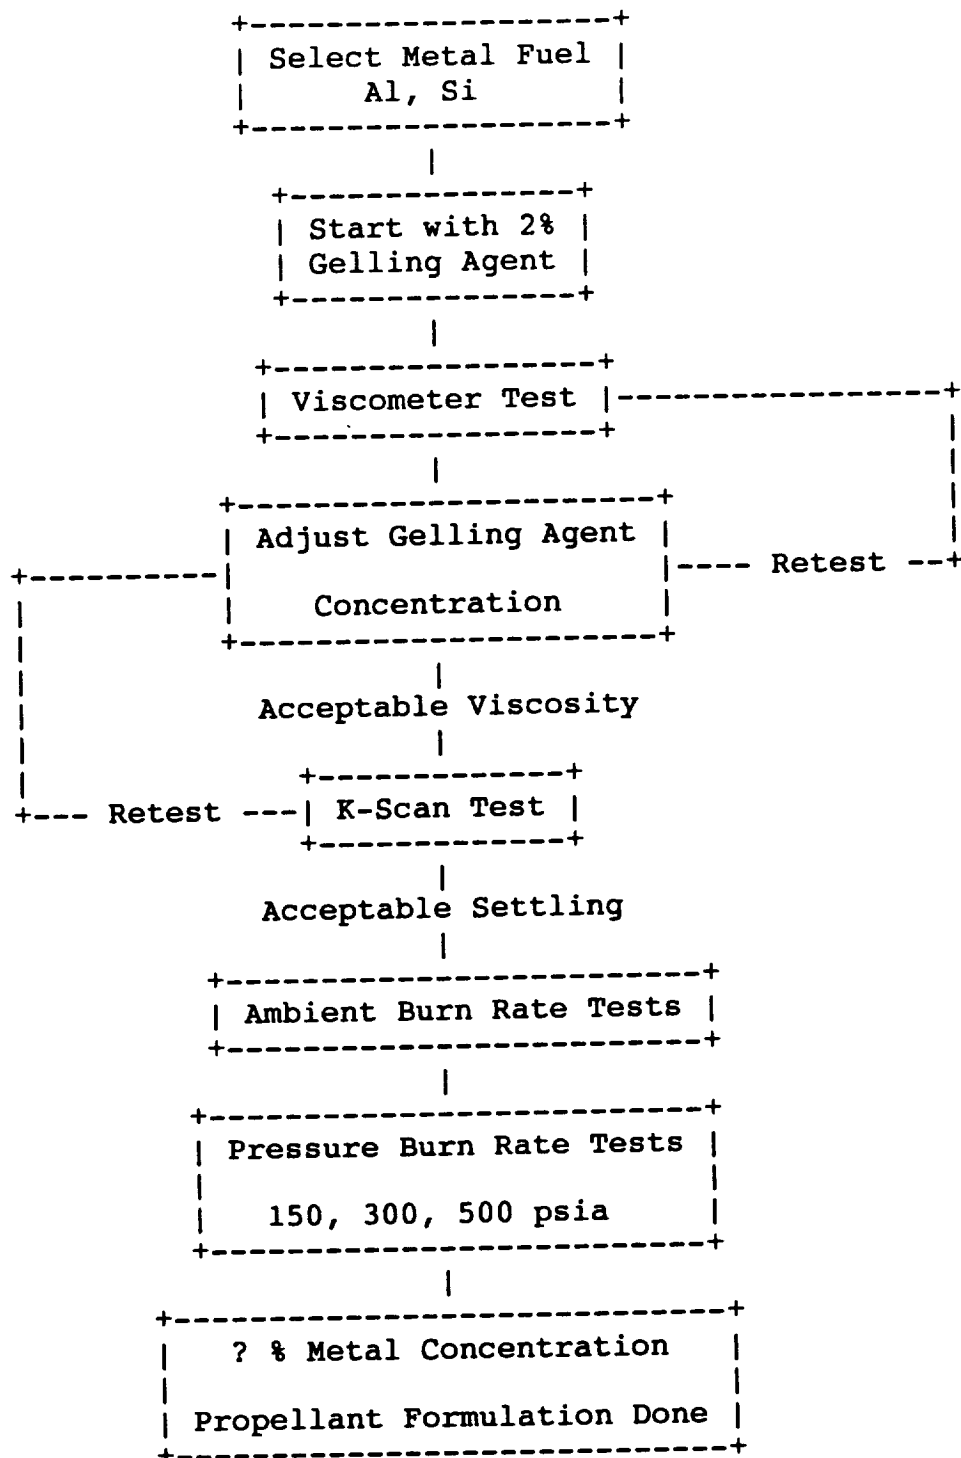 Select Metal Fuel
Al, Si
Start with 2%
Gelling Agent
Viscometer Test
Adjust Gelling Agent
Retest
Concentration
Acceptable Viscosity
Retest
K-Scan Test
Acceptable Settling
Ambient Burn Rate Tests
Pressure Burn Rate Tests
150, 300, 500 psia
? % Metal Concentration
Propellant Formulation Done